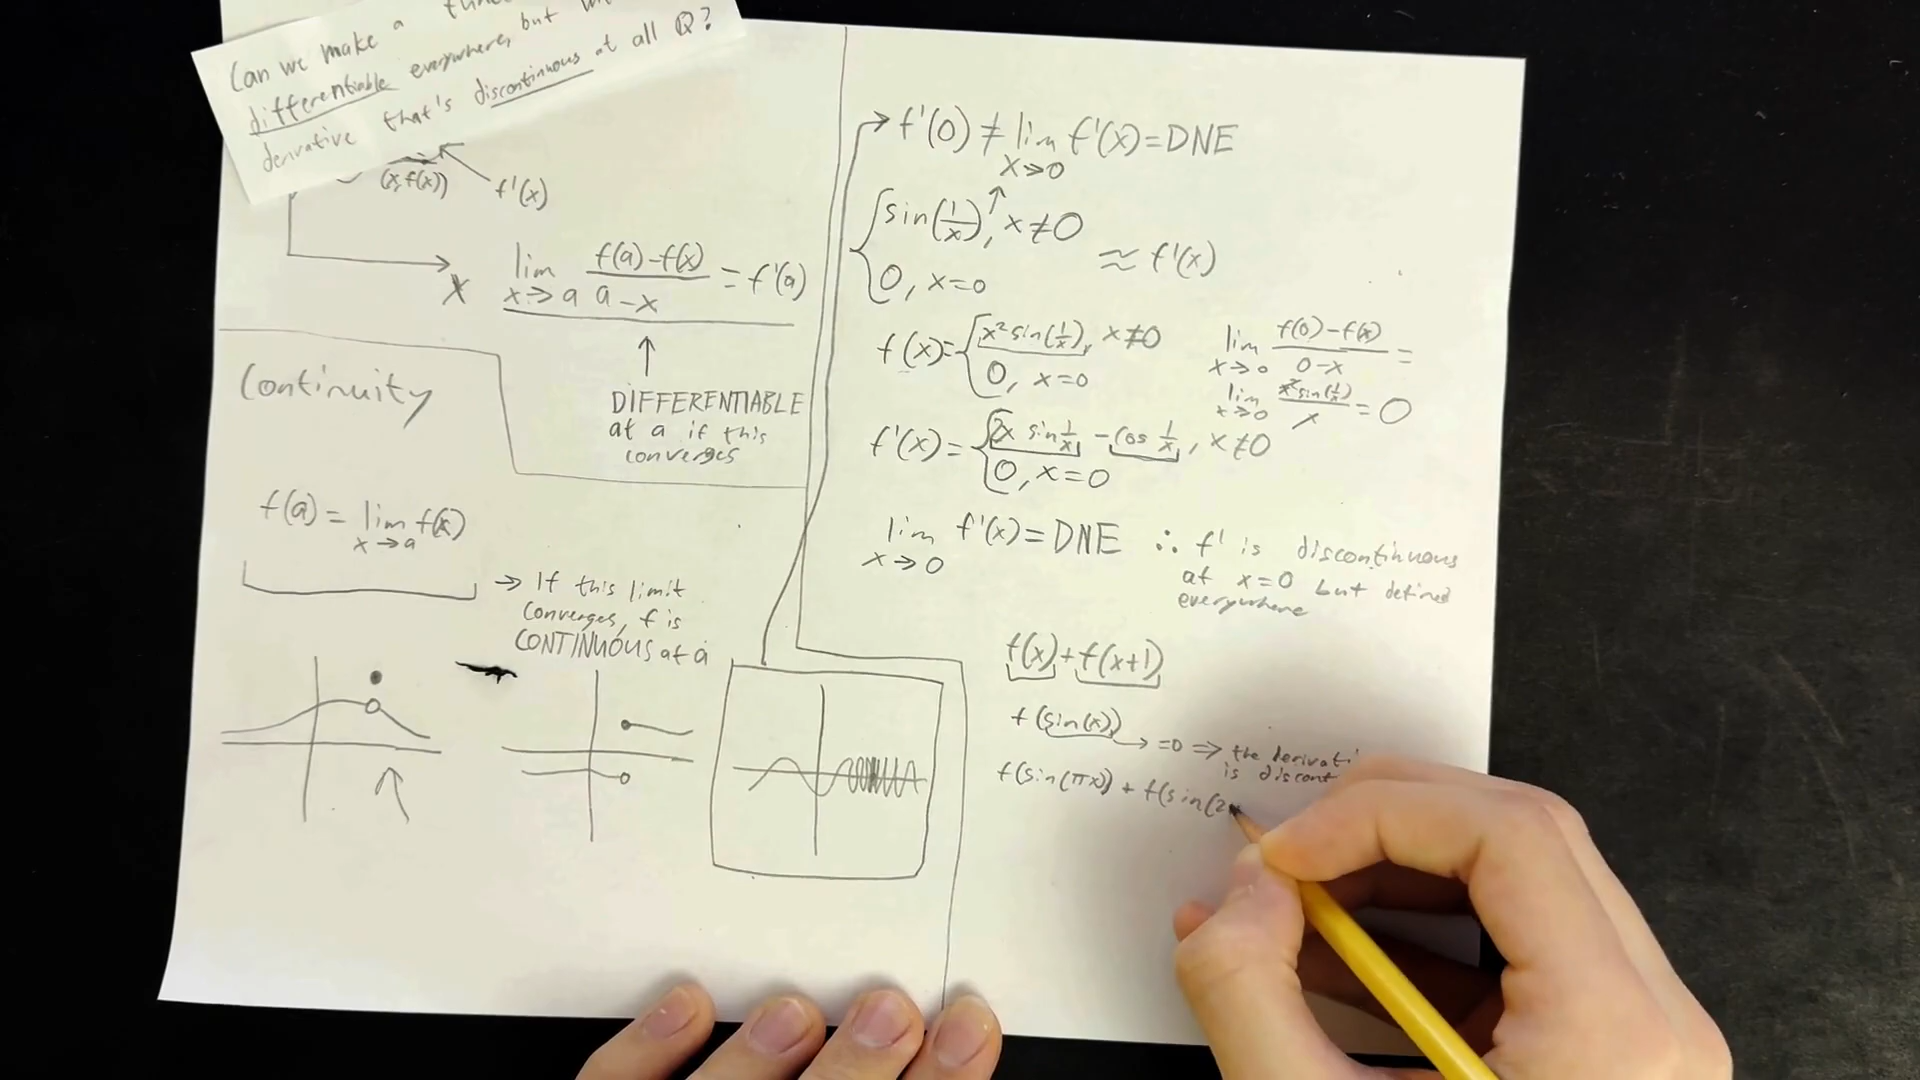 Can we make a
differentiable everywhere, but
derivative that's discontinuous at all Q?
(x, f(x))
f'(x)
x
lim x→a (f(a)-f(x))/(a-x) = f'(a)
DIFFERENTIABLE
at a if this
converges
Continuity
f(a) = lim x→a f(x)
→ If this limit
converges, f is
CONTINUOUS at a
f'(0) ≠ lim x→0 f'(x) = DNE
{ sin(1/x), x≠0
0, x=0
≈ f'(x)
f(x) = { x² sin(1/x), x≠0
0, x=0
lim x→0 (f(0)-f(x))/(0-x) =
lim x→0 x² sin(1/x)/x = 0
f'(x) = { 2x sin 1/x - cos 1/x, x≠0
0, x=0
lim x→0 f'(x) = DNE ∴ f' is discontinuous
at x=0 but defined
everywhere
f(x) + f(x+1)
f(sin(x)) → =0 ⇒ the
is
f(sin(πx)) + f(sin(2